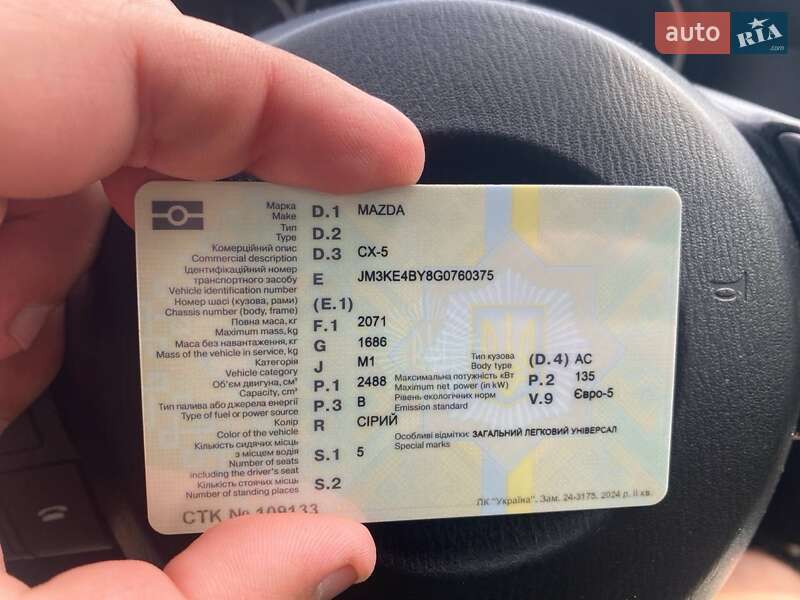 auto RIA.com
Марка
Make D.1 MAZDA
Тип
Type D.2
Комерційний опис
Commercial description D.3 CX-5
Ідентифікаційний номер
транспортного засобу E JM3KE4BY8G0760375
Vehicle identification number
Номер шасі (кузова, рами)
Chassis number (body, frame) (E.1)
Повна маса, кг
Maximum mass, kg F.1 2071
Маса без навантаження, кг
Mass of the vehicle in service, kg G 1686
Категорія
Vehicle category J M1
Тип кузова
Body type (D.4) AC
Об'єм двигуна, см³
Capacity, cm³ P.1 2488
Максимальна потужність кВт
Maximum net power (in kW) P.2 135
Тип палива або джерела енергії
Type of fuel or power source P.3 B
Рівень екологічних норм
Emission standard V.9 Євро-5
Колір
Color of the vehicle R СІРИЙ
Особливі відмітки: ЗАГАЛЬНИЙ ЛЕГКОВИЙ УНІВЕРСАЛ
Special marks
Кількість сидячих місць
з місцем водія
Number of seats S.1 5
including the driver's seat
Кількість стоячих місць
Number of standing places S.2
ПК "Україна". Зам. 24-3175. 2024 р. II кв.
СТК № 109133